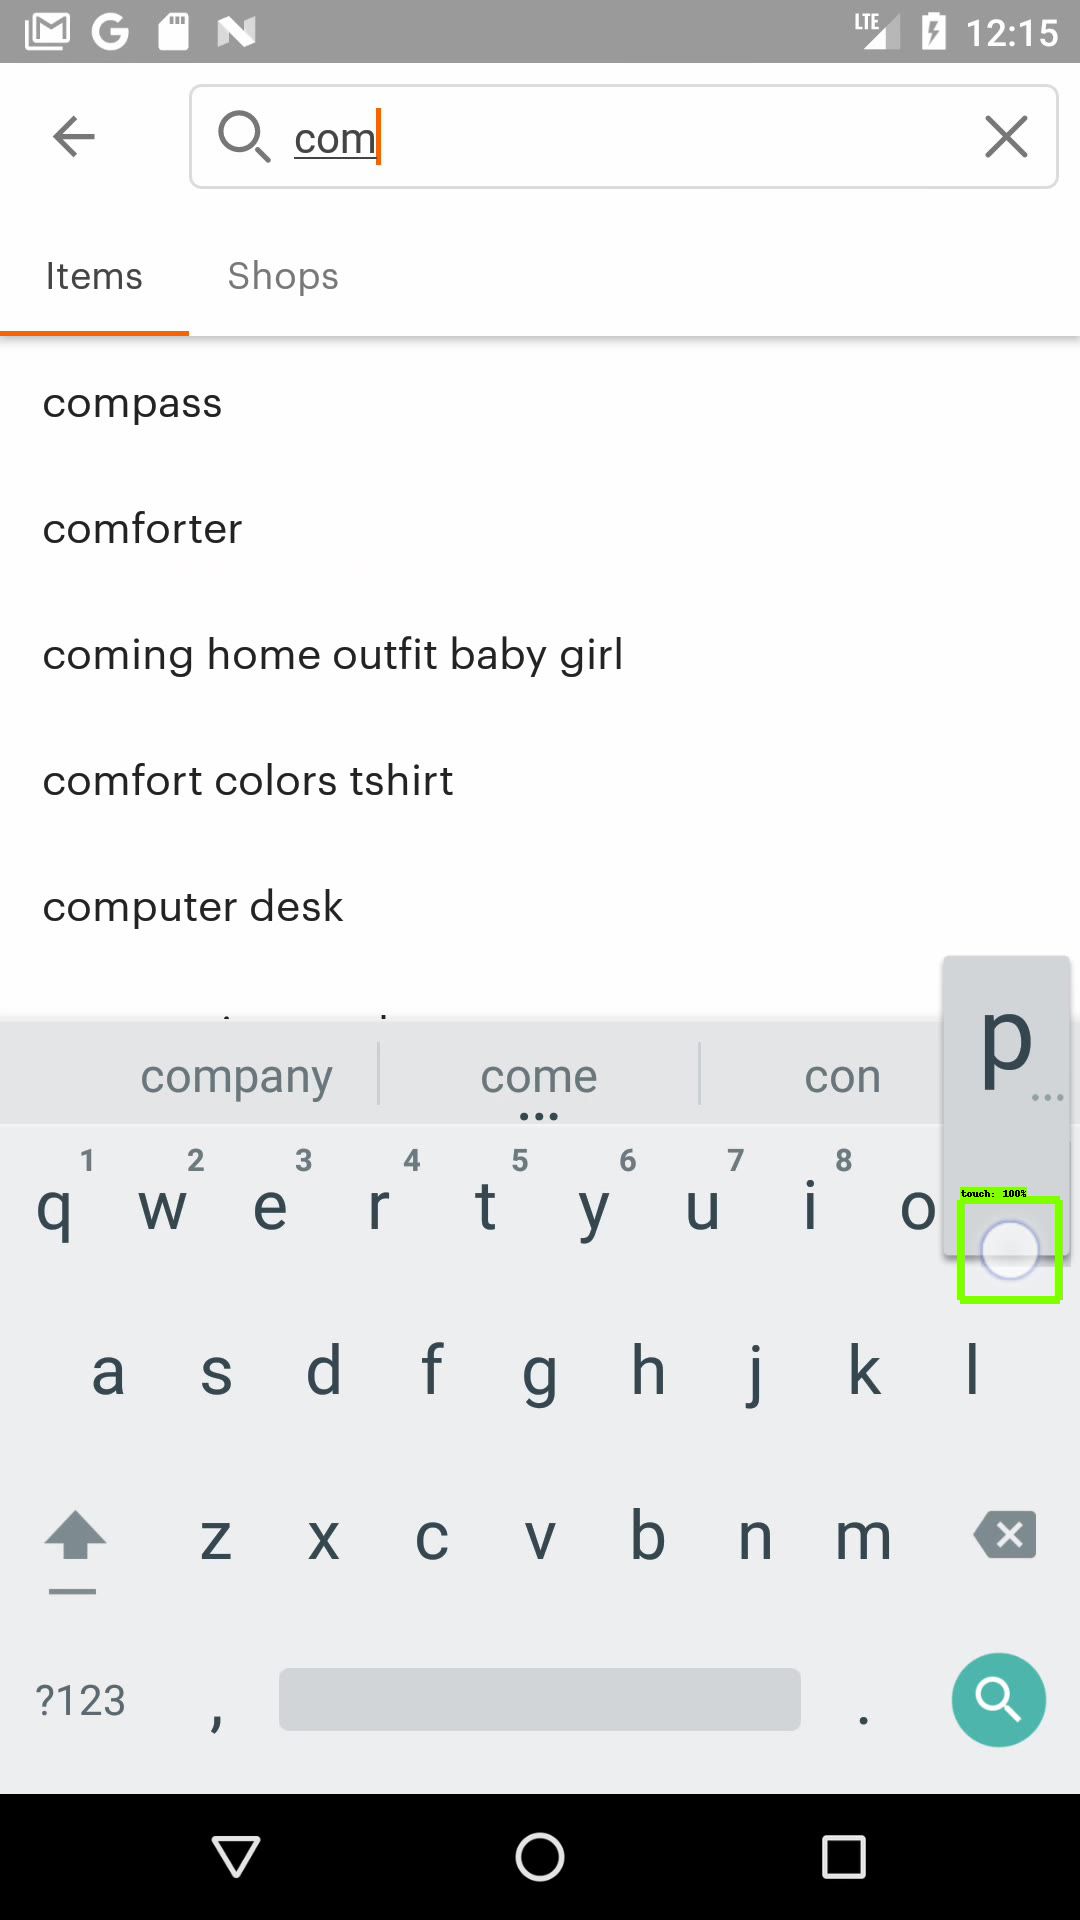 LTE 12:15
com
Items Shops
compass
comforter
coming home outfit baby girl
comfort colors tshirt
computer desk
company come con
p
touch: 100%
1 2 3 4 5 6 7 8
q w e r t y u i o
a s d f g h j k l
z x c v b n m
?123 , .